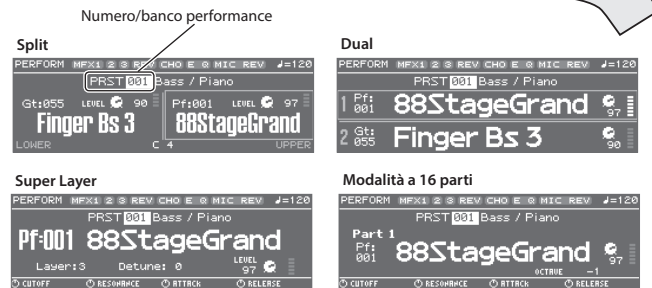 Numero/banco performance
Split
PERFORM MFX1 2 3 REV CHO E Q MIC REV ♩=120
PRST 001 Bass / Piano
Gt:055 LEVEL 90 Pf:001 LEVEL 97
Finger Bs 3 88StageGrand
LOWER C 4 UPPER
Dual
PERFORM MFX1 2 3 REV CHO E Q MIC REV ♩=120
PRST 001 Bass / Piano
1 Pf: 001 88StageGrand 97
2 Gt: 055 Finger Bs 3 90
Super Layer
PERFORM MFX1 2 3 REV CHO E Q MIC REV ♩=120
PRST 001 Bass / Piano
Pf:001 88StageGrand
Layer:3 Detune: 0 LEVEL 97
CUTOFF RESONANCE ATTACK RELEASE
Modalità a 16 parti
PERFORM MFX1 2 3 REV CHO E Q MIC REV ♩=120
PRST 001 Bass / Piano
Part 1
Pf: 001 88StageGrand 97
OCTAVE -1
CUTOFF RESONANCE ATTACK RELEASE